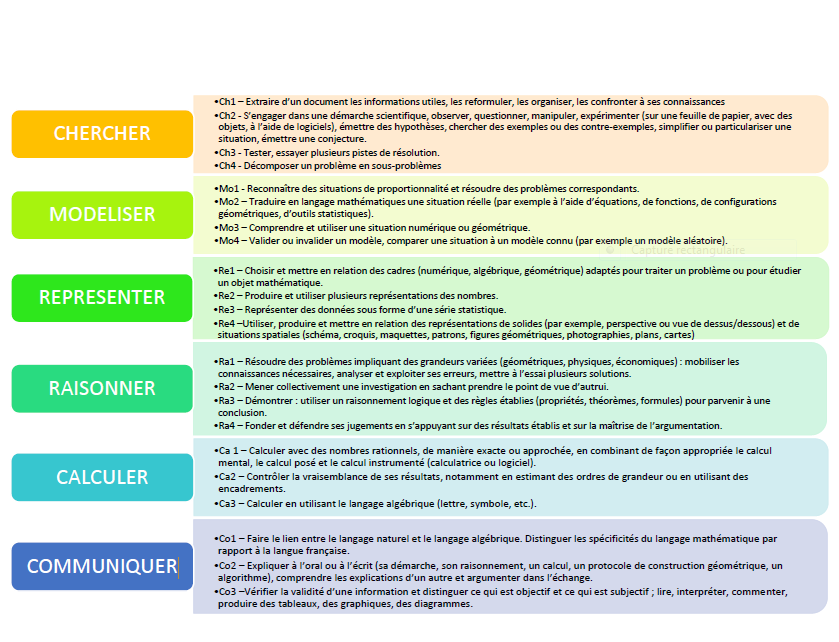 CHERCHER
•Ch1 – Extraire d'un document les informations utiles, les reformuler, les organiser, les confronter à ses connaissances
•Ch2 - S'engager dans une démarche scientifique, observer, questionner, manipuler, expérimenter (sur une feuille de papier, avec des
objets, à l'aide de logiciels), émettre des hypothèses, chercher des exemples ou des contre-exemples, simplifier ou particulariser une
situation, émettre une conjecture.
•Ch3 - Tester, essayer plusieurs pistes de résolution.
•Ch4 - Décomposer un problème en sous-problèmes
MODELISER
•Mo1 - Reconnaître des situations de proportionnalité et résoudre des problèmes correspondants.
•Mo2 – Traduire en langage mathématiques une situation réelle (par exemple à l'aide d'équations, de fonctions, de configurations
géométriques, d'outils statistiques).
•Mo3 – Comprendre et utiliser une situation numérique ou géométrique.
•Mo4 – Valider ou invalider un modèle, comparer une situation à un modèle connu (par exemple un modèle aléatoire).
Capture rectangulaire
REPRESENTER
•Re1 – Choisir et mettre en relation des cadres (numérique, algébrique, géométrique) adaptés pour traiter un problème ou pour étudier
un objet mathématique.
•Re2 – Produire et utiliser plusieurs représentations des nombres.
•Re3 – Représenter des données sous forme d'une série statistique.
•Re4 –Utiliser, produire et mettre en relation des représentations de solides (par exemple, perspective ou vue de dessus/dessous) et de
situations spatiales (schéma, croquis, maquettes, patrons, figures géométriques, photographies, plans, cartes)
RAISONNER
•Ra1 – Résoudre des problèmes impliquant des grandeurs variées (géométriques, physiques, économiques) : mobiliser les
connaissances nécessaires, analyser et exploiter ses erreurs, mettre à l'essai plusieurs solutions.
•Ra2 – Mener collectivement une investigation en sachant prendre le point de vue d'autrui.
•Ra3 – Démontrer : utiliser un raisonnement logique et des règles établies (propriétés, théorèmes, formules) pour parvenir à une
conclusion.
•Ra4 – Fonder et défendre ses jugements en s'appuyant sur des résultats établis et sur la maîtrise de l'argumentation.
CALCULER
•Ca 1 – Calculer avec des nombres rationnels, de manière exacte ou approchée, en combinant de façon appropriée le calcul
mental, le calcul posé et le calcul instrumenté (calculatrice ou logiciel).
•Ca2 – Contrôler la vraisemblance de ses résultats, notamment en estimant des ordres de grandeur ou en utilisant des
encadrements.
•Ca3 – Calculer en utilisant le langage algébrique (lettre, symbole, etc.).
COMMUNIQUER
•Co1 – Faire le lien entre le langage naturel et le langage algébrique. Distinguer les spécificités du langage mathématique par
rapport à la langue française.
•Co2 – Expliquer à l'oral ou à l'écrit (sa démarche, son raisonnement, un calcul, un protocole de construction géométrique, un
algorithme), comprendre les explications d'un autre et argumenter dans l'échange.
•Co3 –Vérifier la validité d'une information et distinguer ce qui est objectif et ce qui est subjectif ; lire, interpréter, commenter,
produire des tableaux, des graphiques, des diagrammes.